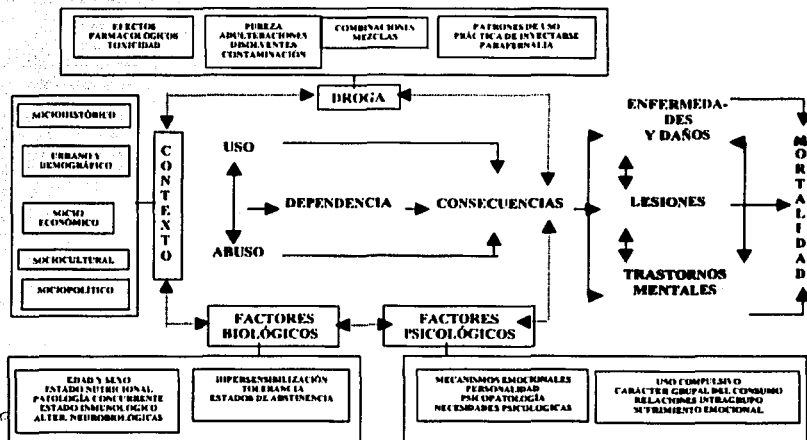 EFECTOS
FARMACOLÓGICOS
TOXICIDAD
PUREZA
ADULTERACIONES
DISOLVENTES
CONTAMINACIÓN
COMBINACIONES
MEZCLAS
PATRONES DE USO
PRÁCTICA DE INYECTARSE
PARAFERNALIA
DROGA
SOCIOHISTÓRICO
URBANO Y
DEMOGRÁFICO
SOCIO
ECONÓMICO
SOCIOCULTURAL
SOCIOPOLÍTICO
CONTEXTO
USO
DEPENDENCIA
CONSECUENCIAS
ABUSO
ENFERMEDA-
DES
Y DAÑOS
LESIONES
TRASTORNOS
MENTALES
MORTALIDAD
FACTORES
BIOLÓGICOS
FACTORES
PSICOLÓGICOS
EDAD Y SEXO
ESTADO NUTRICIONAL
PATOLOGÍA CONCURRENTE
ESTADO INMUNOLÓGICO
ALTER. NEUROBIOLÓGICAS
HIPERSENSIBILIZACIÓN
TOLERANCIA
ESTADOS DE ABSTINENCIA
MECANISMOS EMOCIONALES
PERSONALIDAD
PSICOPATOLOGÍA
NECESIDADES PSICOLÓGICAS
USO COMPULSIVO
CARÁCTER GRUPAL DEL CONSUMO
RELACIONES INTRAGRUPO
SUFRIMIENTO EMOCIONAL